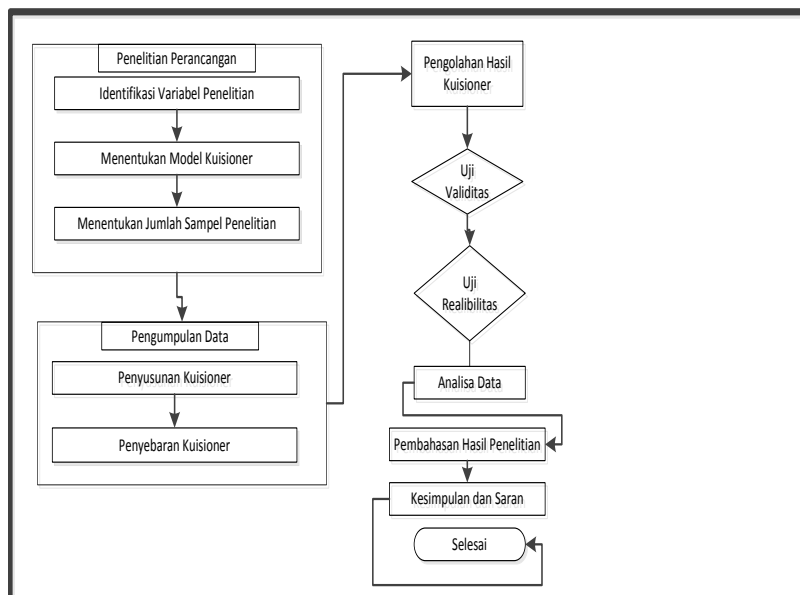 Penelitian Perancangan
Identifikasi Variabel Penelitian
Menentukan Model Kuisioner
Menentukan Jumlah Sampel Penelitian
Pengumpulan Data
Penyusunan Kuisioner
Penyebaran Kuisioner
Pengolahan Hasil
Kuisioner
Uji
Validitas
Uji
Realibilitas
Analisa Data
Pembahasan Hasil Penelitian
Kesimpulan dan Saran
Selesai